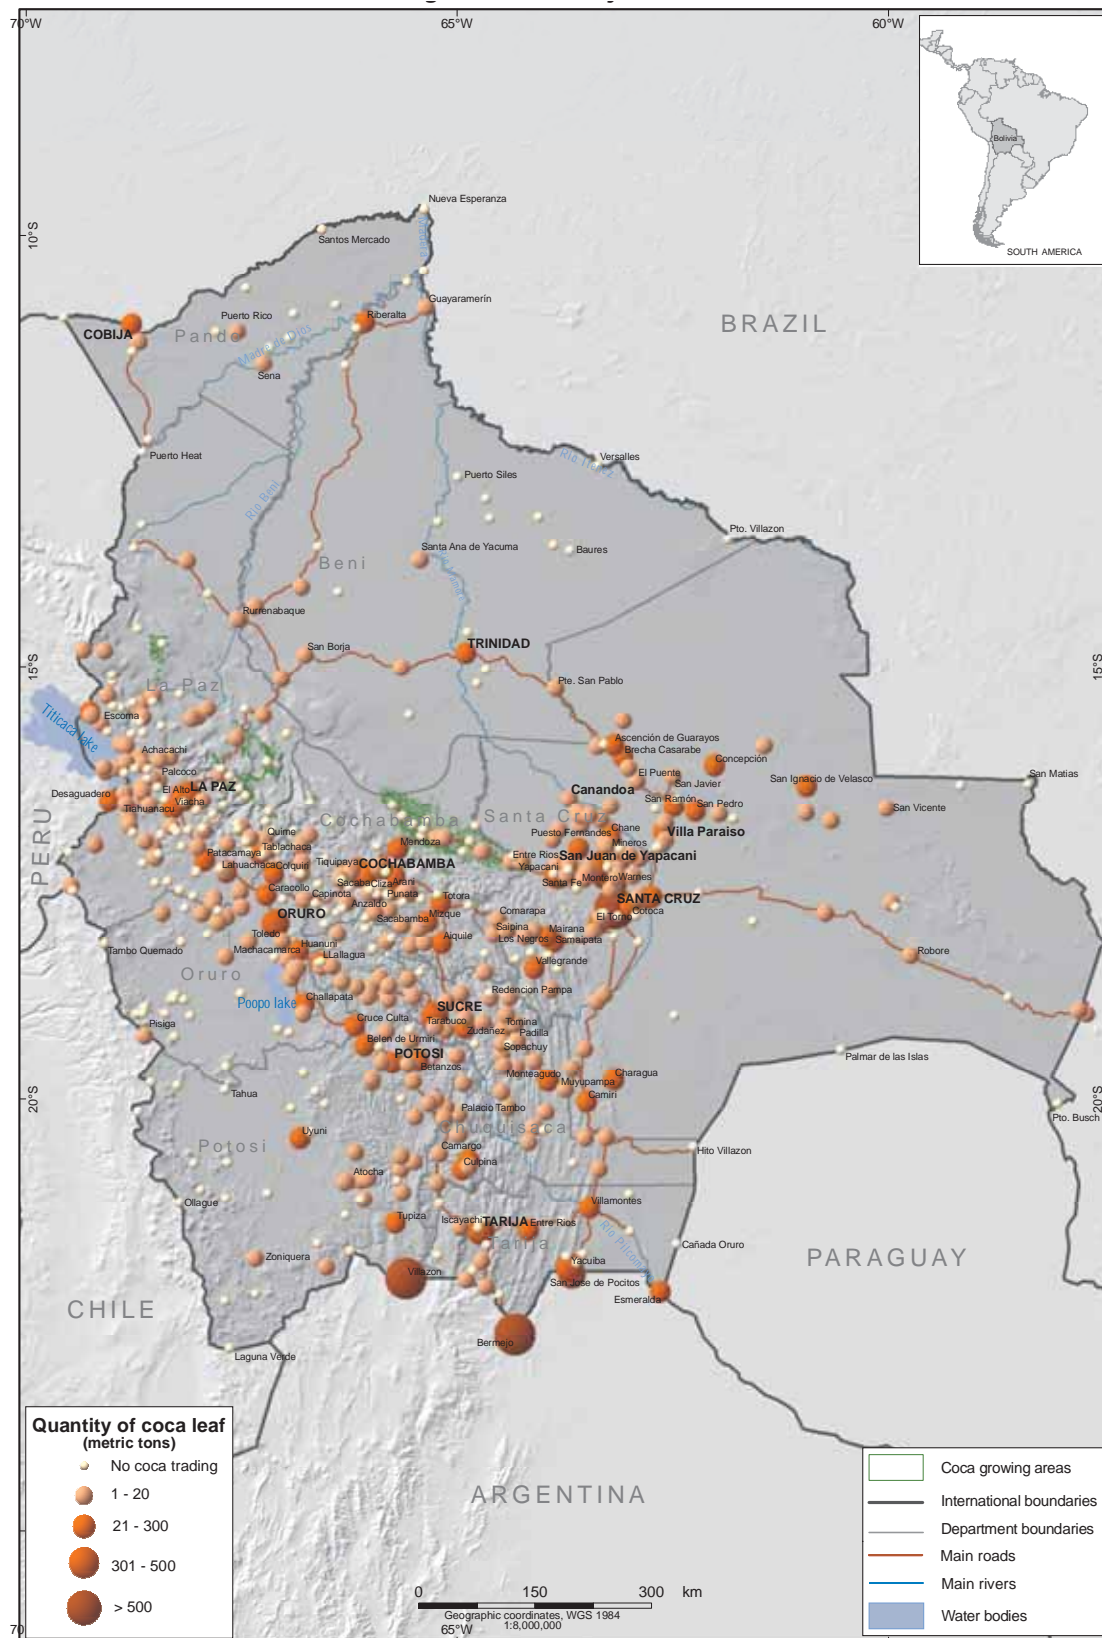 70°W
65°W
60°W
Bolivia
SOUTH AMERICA
Nueva Esperanza
10°S
Santos Mercado
Guayaramerín
Puerto Rico
Riberalta
COBIJA
Pando
Madre de Dios
BRAZIL
Sena
Puerto Heat
Versalles
Puerto Siles
Río Beni
Pto. Villazon
Santa Ana de Yacuma
Baures
Beni
Rurrenabaque
TRINIDAD
San Borja
15°S
15°S
La Paz
Pte. San Pablo
Titicaca lake
Escoma
Ascención de Guarayos
Achacachi
Brecha Casarabe
Concepción
Palcoco
El Puente
San Javier
San Ignacio de Velasco
San Matias
LA PAZ
El Alto
Canandoa
Desaguadero
Viacha
San Ramón
San Pedro
San Vicente
Tiahuanacu
Cochabamba
Santa Cruz
PERU
Quime
Puesto Fernandes
Chane
Villa Paraiso
Tablachaca
Mendoza
Mineros
Patacamaya
Tiquipaya
COCHABAMBA
Entre Rios
San Juan de Yapacani
Lahuachaca
Colquiri
Yapacani
Sacaba
Cliza
Arani
Santa Fe
Montero
Warnes
Caracollo
Capinota
Punata
Totora
SANTA CRUZ
Anzaldo
ORURO
Sacabamba
Mizque
Comarapa
El Torno
Cotoca
Toledo
Aiquile
Saipina
Mairana
Los Negros
Samaipata
Tambo Quemado
Machacamarca
Huanuni
LLallagua
Robore
Vallegrande
Oruro
Redencion Pampa
Poopo lake
Challapata
SUCRE
Pisiga
Cruce Culta
Tarabuco
Zudañez
Tomina
Padilla
Belen de Urmiri
Sopachuy
POTOSI
Betanzos
Palmar de las Islas
Monteagudo
Muyupampa
Charagua
Camiri
20°S
20°S
Tahua
Palacio Tambo
Pto. Busch
Chuquisaca
Uyuni
Potosi
Camargo
Hito Villazon
Culpina
Atocha
Ollague
Villamontes
Tupiza
Iscayachi
TARIJA
Entre Rios
Tarija
Río Pilcomayo
Cañada Oruro
Zoniquera
Villazon
Yacuiba
PARAGUAY
San Jose de Pocitos
Esmeralda
CHILE
Bermejo
Laguna Verde
Quantity of coca leaf
(metric tons)
No coca trading
1 - 20
21 - 300
301 - 500
> 500
ARGENTINA
Coca growing areas
International boundaries
Department boundaries
Main roads
Main rivers
Water bodies
0 150 300 km
Geographic coordinates, WGS 1984
1:8,000,000
65°W